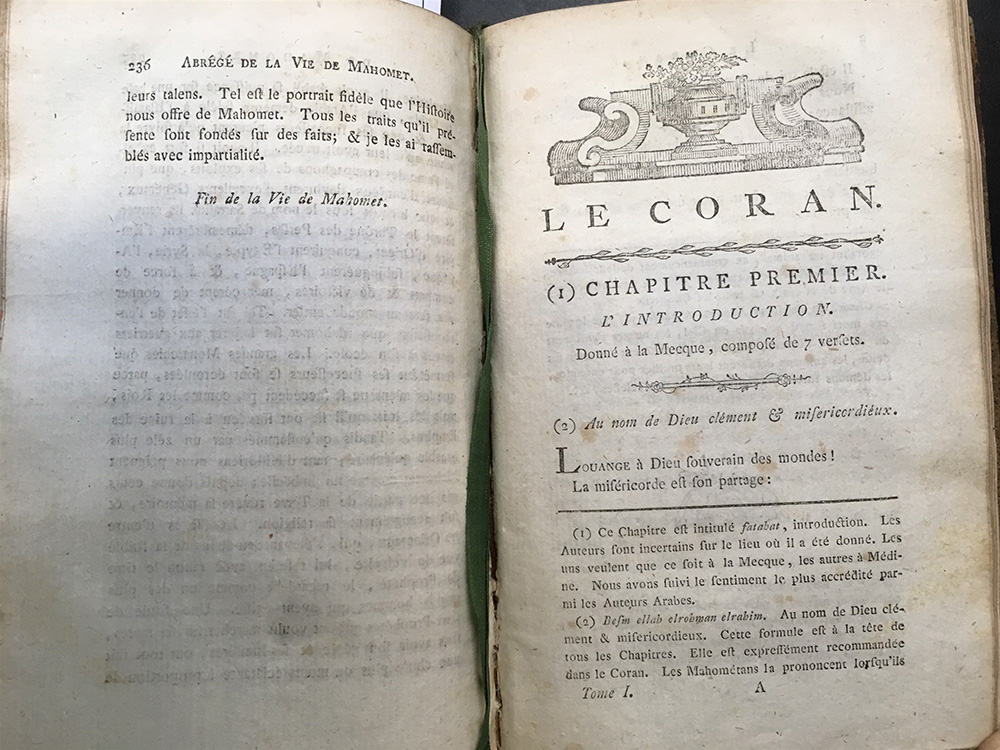 236 ABRÉGÉ DE LA VIE DE MAHOMET.
leurs talens. Tel eſt le portrait fidèle que l'Hiſtoire
nous offre de Mahomet. Tous les traits qu'il pré-
ſente ſont fondés ſur des faits; & je les ai raſſem-
blés avec impartialité.
Fin de la Vie de Mahomet.
LE CORAN.
(1) CHAPITRE PREMIER.
L'INTRODUCTION.
Donné à la Mecque, compoſé de 7 verſets.
(2) Au nom de Dieu clément & miſericordiéux.
LOUANGE à Dieu ſouverain des mondes!
La miſéricorde eſt ſon partage:
(1) Ce Chapitre eſt intitulé fatahat, introduction. Les
Auteurs ſont incertains ſur le lieu où il a été donné. Les
uns veulent que ce ſoit à la Mecque, les autres à Médi-
ne. Nous avons ſuivi le ſentiment le plus accrédité par-
mi les Auteurs Arabes.
(2) Beſm ellah elrohman elrahim. Au nom de Dieu clé-
ment & miſericordieux. Cette formule eſt à la tête de
tous les Chapitres. Elle eſt expreſſément recommandée
dans le Coran. Les Mahométans la prononcent lorſqu'ils
Tome I. A